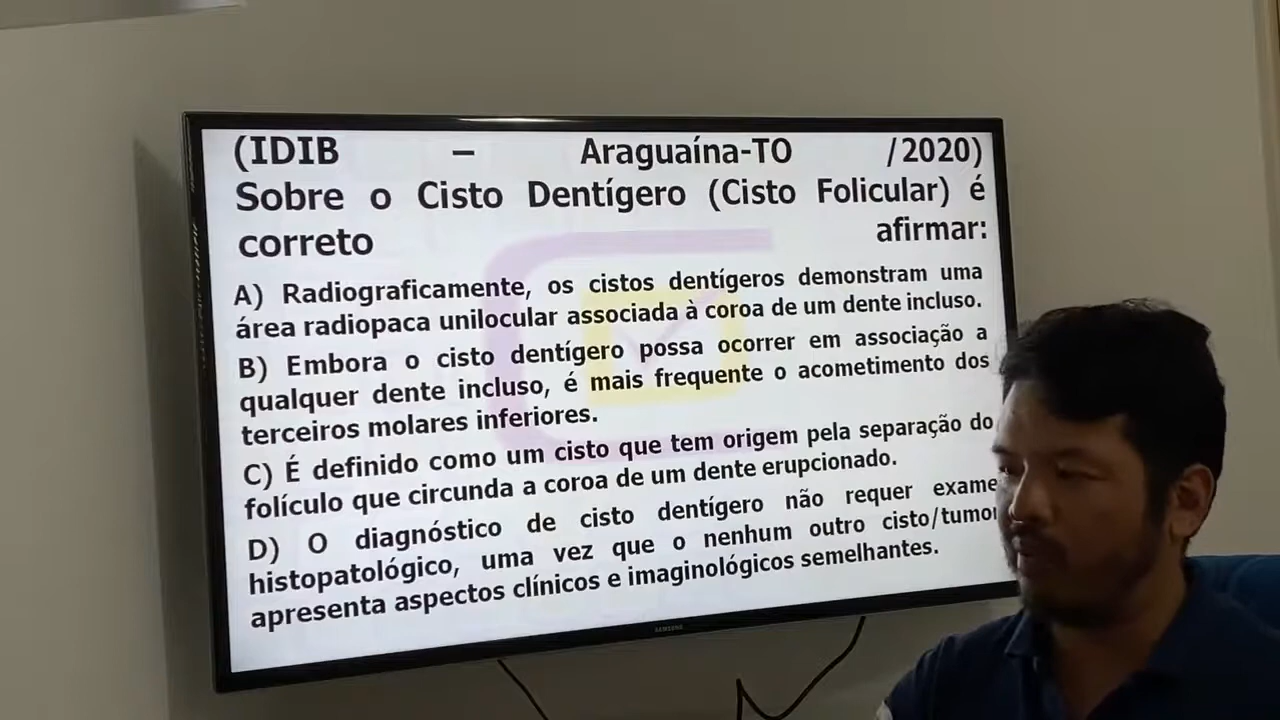 (IDIB – Araguaína-TO /2020)
Sobre o Cisto Dentígero (Cisto Folicular) é
correto afirmar:
A) Radiograficamente, os cistos dentígeros demonstram uma
área radiopaca unilocular associada à coroa de um dente incluso.
B) Embora o cisto dentígero possa ocorrer em associação a
qualquer dente incluso, é mais frequente o acometimento dos
terceiros molares inferiores.
C) É definido como um cisto que tem origem pela separação do
folículo que circunda a coroa de um dente erupcionado.
D) O diagnóstico de cisto dentígero não requer exame
histopatológico, uma vez que o nenhum outro cisto/tumor
apresenta aspectos clínicos e imaginológicos semelhantes.
SAMSUNG